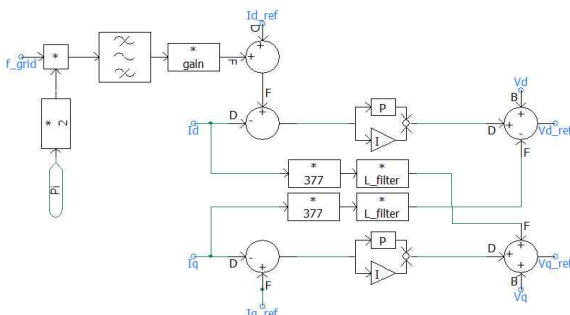 Id_ref
D
+
f_grid
*
*
gain
F
+
*
2
F
Vd
Pi
Id
D
-
+
P
I
B
D
+
+
-
Vd_ref
F
*
377
*
L_filter
*
377
*
L_filter
F
Iq
D
-
+
P
I
D
+
+
+
Vq_ref
F
B
Iq_ref
Vq